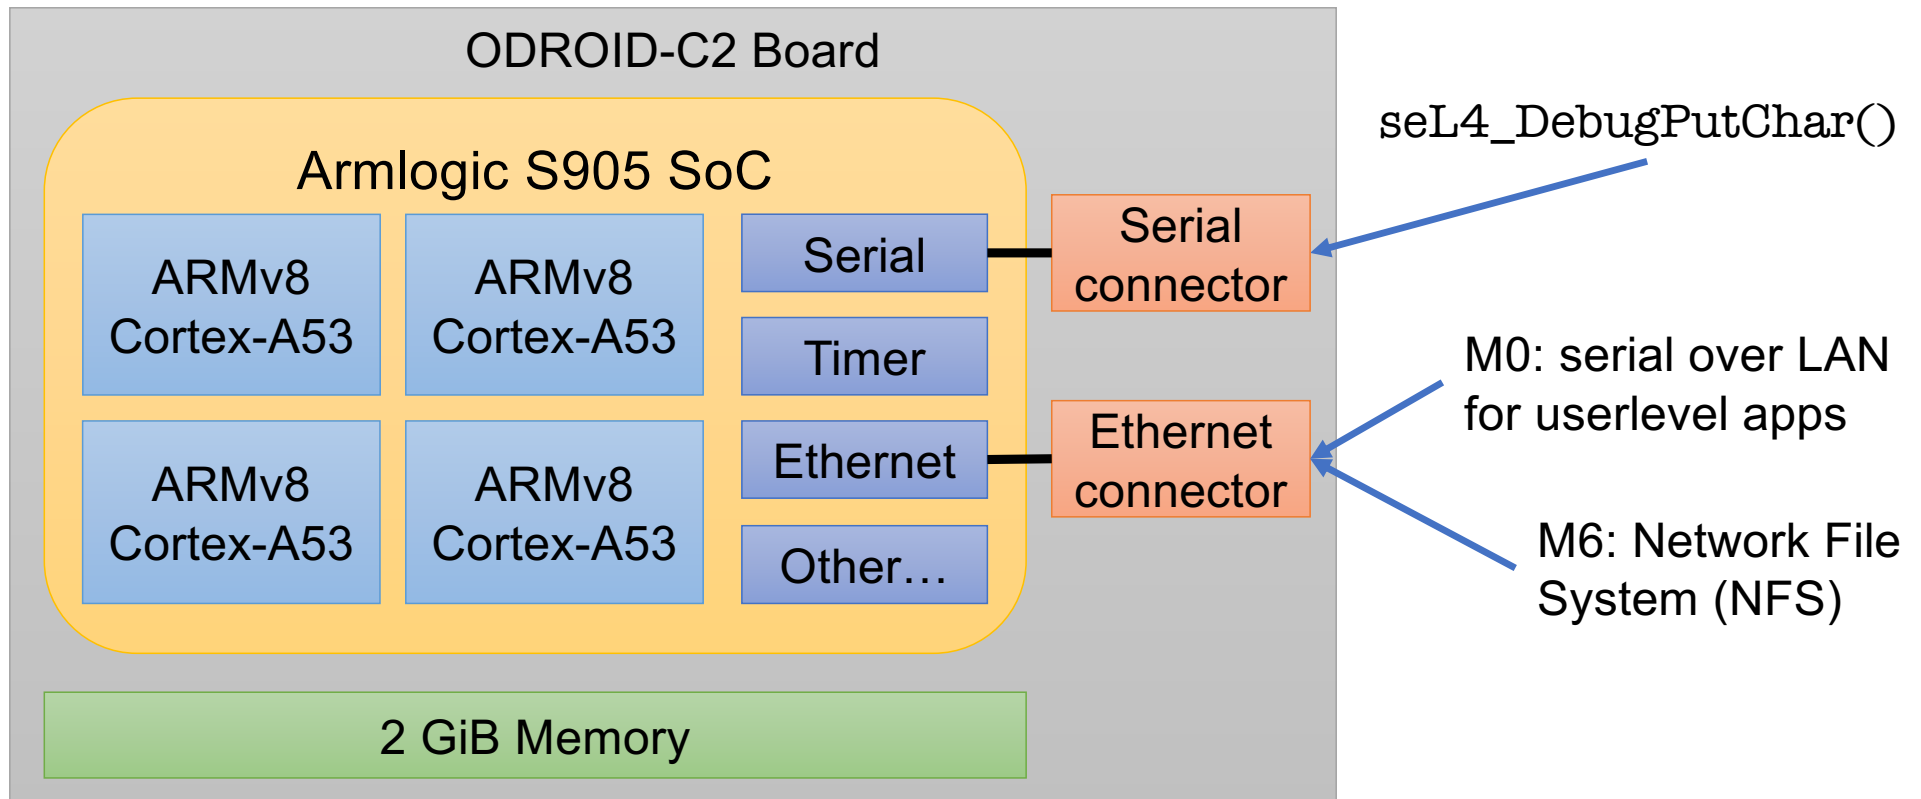 ODROID-C2 Board
Armlogic S905 SoC
ARMv8
Cortex-A53
ARMv8
Cortex-A53
ARMv8
Cortex-A53
ARMv8
Cortex-A53
Serial
Timer
Ethernet
Other…
Serial
connector
Ethernet
connector
2 GiB Memory
seL4_DebugPutChar()
M0: serial over LAN
for userlevel apps
M6: Network File
System (NFS)